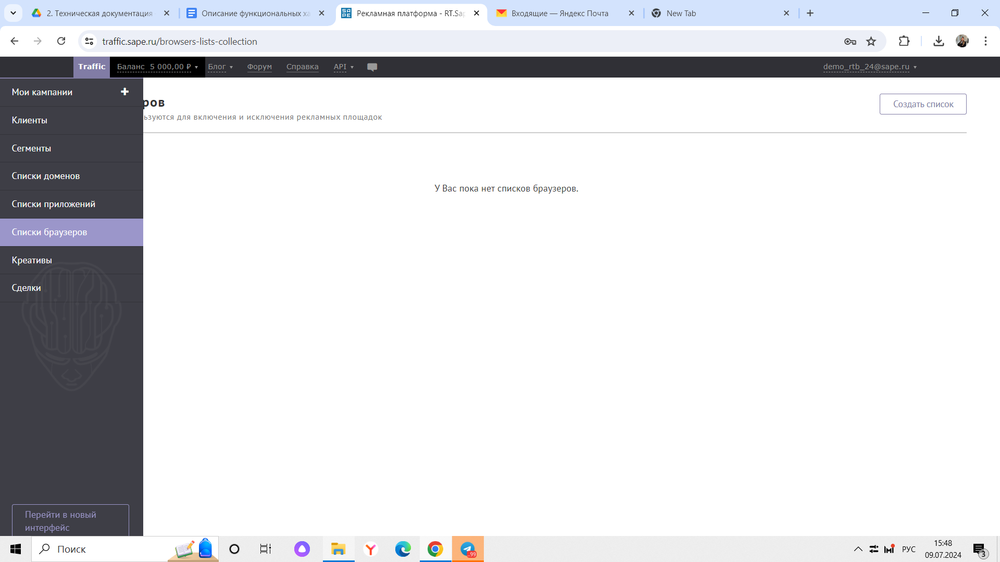 2. Техническая документация
Описание функциональных ха
Рекламная платформа - RT.Sap
Входящие — Яндекс Почта
New Tab
traffic.sape.ru/browsers-lists-collection
Traffic
Баланс 5 000,00 ₽
Блог
Форум
Справка
API
demo_rtb_24@sape.ru
Мои кампании
Клиенты
Сегменты
Списки доменов
Списки приложений
Списки браузеров
Креативы
Сделки
Перейти в новый
интерфейс
ров
ьзуются для включения и исключения рекламных площадок
Создать список
У Вас пока нет списков браузеров.
Поиск
..99
РУС
15:48
09.07.2024
3